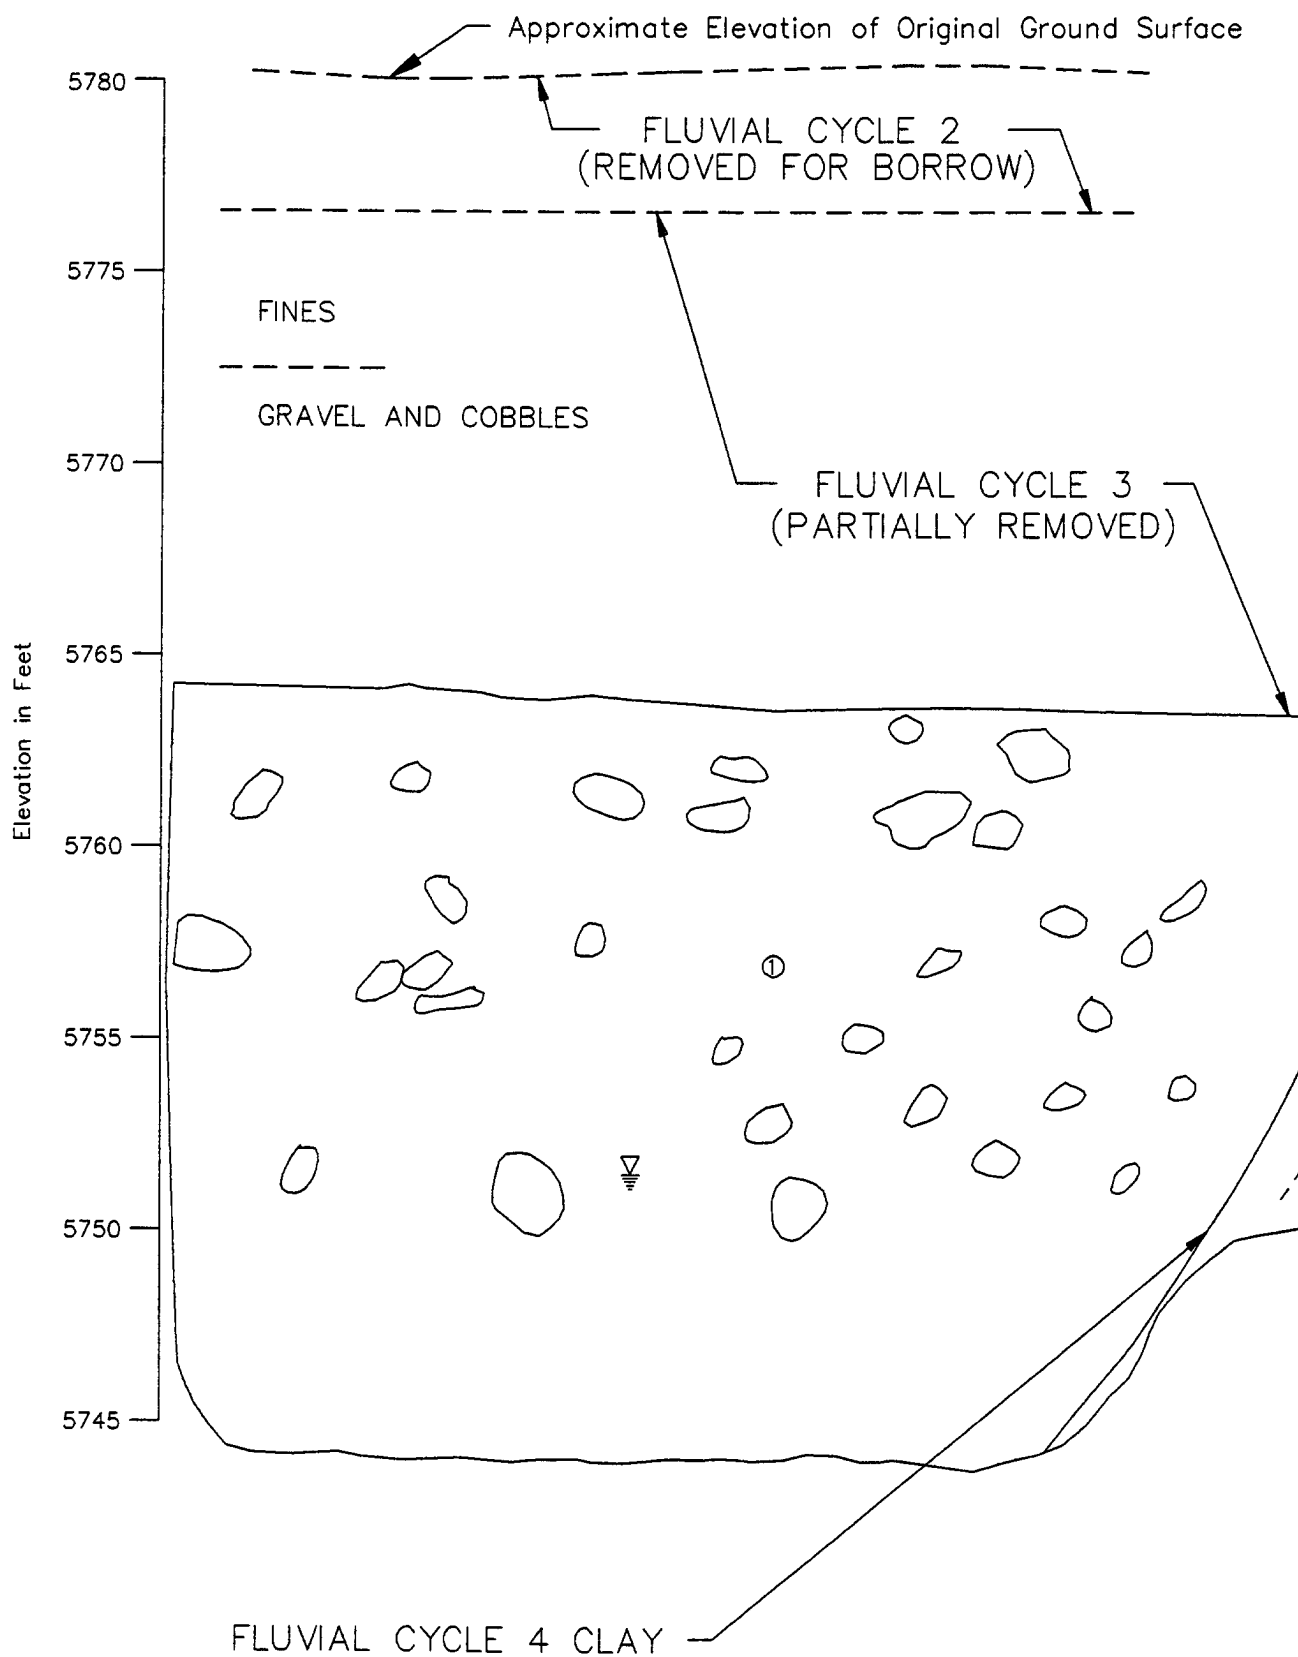 Approximate Elevation of Original Ground Surface
5780
FLUVIAL CYCLE 2
(REMOVED FOR BORROW)
5775
FINES
GRAVEL AND COBBLES
5770
FLUVIAL CYCLE 3
(PARTIALLY REMOVED)
5765
Elevation in Feet
5760
1
5755
5750
5745
FLUVIAL CYCLE 4 CLAY